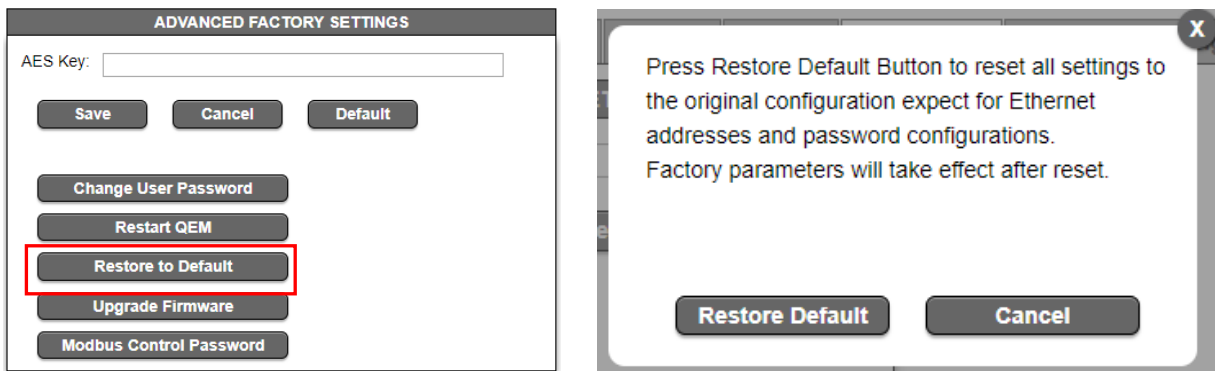 ADVANCED FACTORY SETTINGS
AES Key:
Save Cancel Default
Change User Password
Restart QEM
Restore to Default
Upgrade Firmware
Modbus Control Password
X
Press Restore Default Button to reset all settings to
the original configuration expect for Ethernet
addresses and password configurations.
Factory parameters will take effect after reset.
Restore Default Cancel